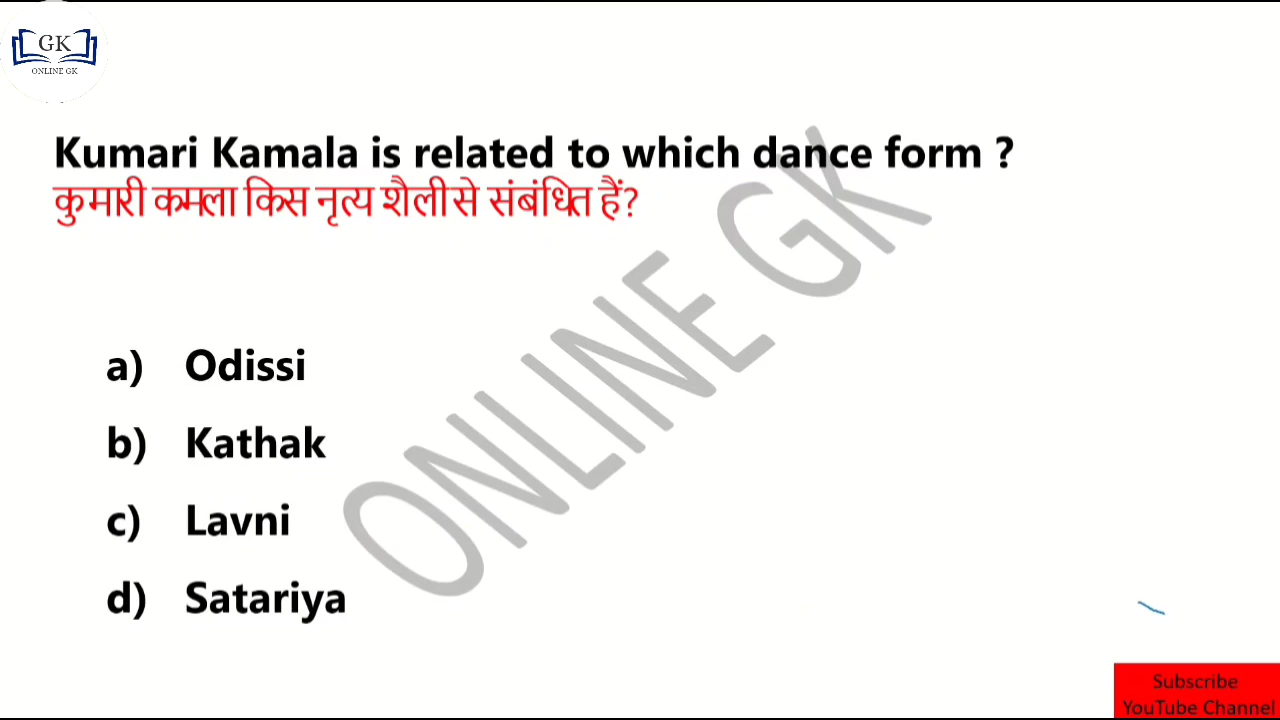 GK
ONLINE GK
Kumari Kamala is related to which dance form ?
कुमारी कमला किस नृत्य शैली से संबंधित हैं?
ONLINE GK
a) Odissi
b) Kathak
c) Lavni
d) Satariya
Subscribe
YouTube Channel